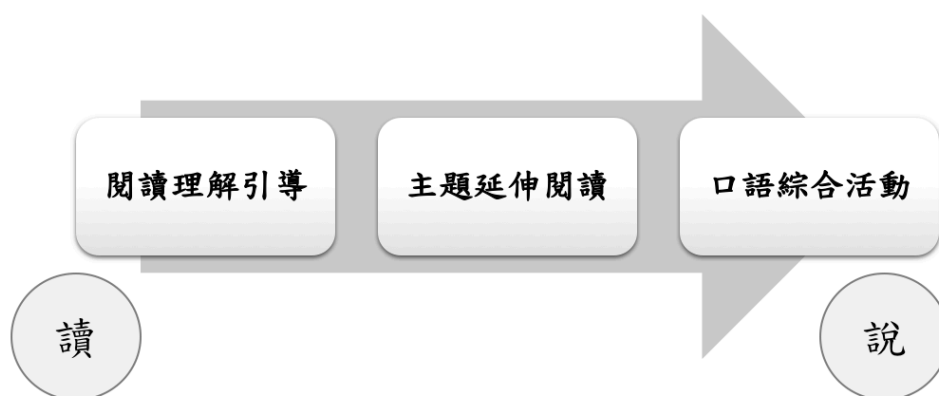 閱讀理解引導
主題延伸閱讀
口語綜合活動
讀
說